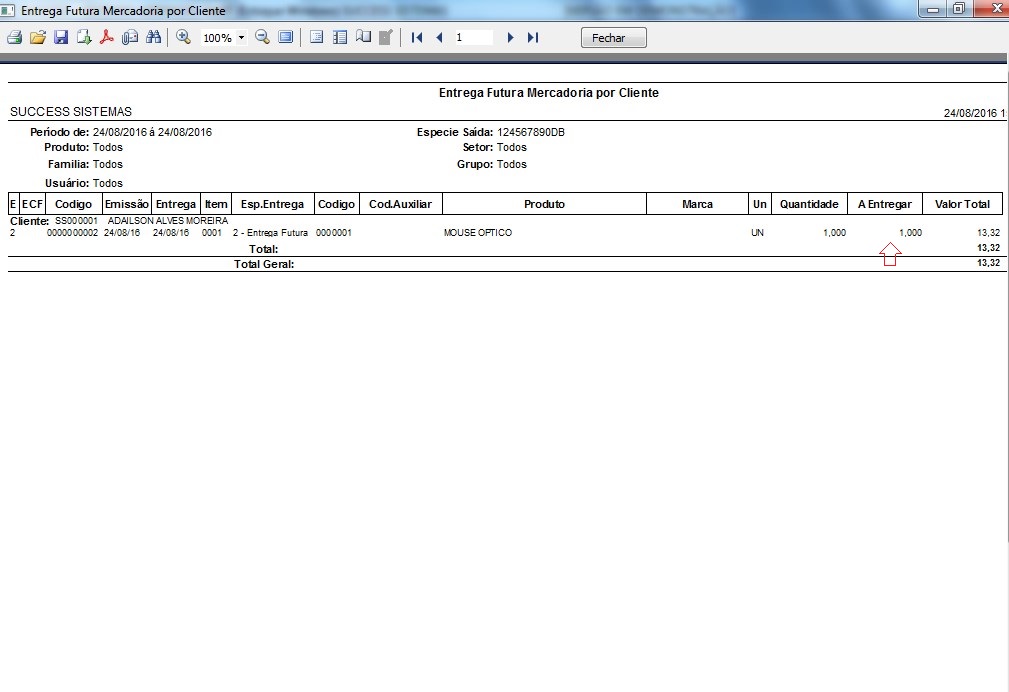 Entrega Futura Mercadoria por Cliente
100% 1 Fechar
Entrega Futura Mercadoria por Cliente
SUCCESS SISTEMAS 24/08/2016
Período de: 24/08/2016 á 24/08/2016 Especie Saída: 124567890DB
Produto: Todos Setor: Todos
Familia: Todos Grupo: Todos
Usuário: Todos
E ECF Codigo Emissão Entrega Item Esp.Entrega Codigo Cod.Auxiliar Produto Marca Un Quantidade A Entregar Valor Total
Cliente: SS000001 ADAILSON ALVES MOREIRA
2 0000000002 24/08/16 24/08/16 0001 2 - Entrega Futura 0000001 MOUSE OPTICO UN 1,000 1,000 13,32
Total: 13,32
Total Geral: 13,32